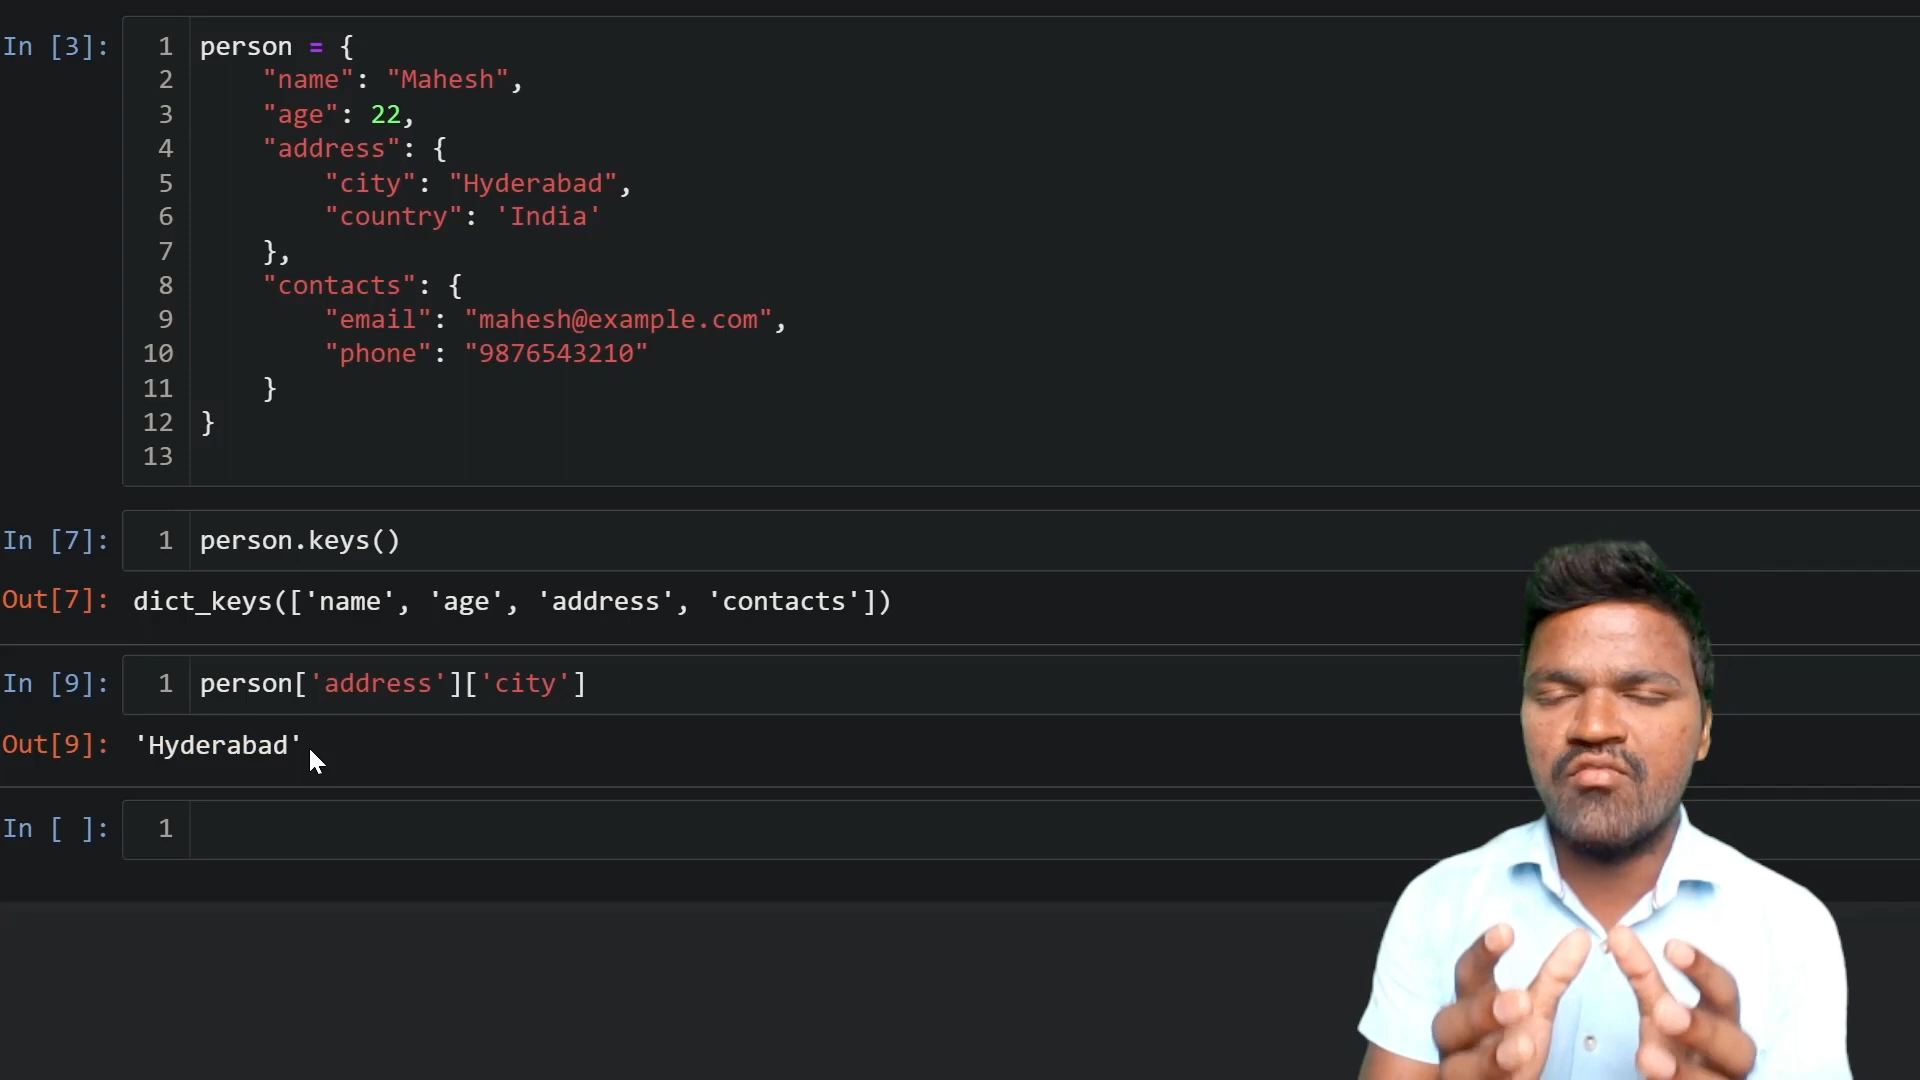 In [3]:
1 person = {
2     "name": "Mahesh",
3     "age": 22,
4     "address": {
5         "city": "Hyderabad",
6         "country": 'India'
7     },
8     "contacts": {
9         "email": "mahesh@example.com",
10         "phone": "9876543210"
11     }
12 }
13
In [7]: 1 person.keys()
Out[7]: dict_keys(['name', 'age', 'address', 'contacts'])
In [9]: 1 person['address']['city']
Out[9]: 'Hyderabad'
In [ ]: 1